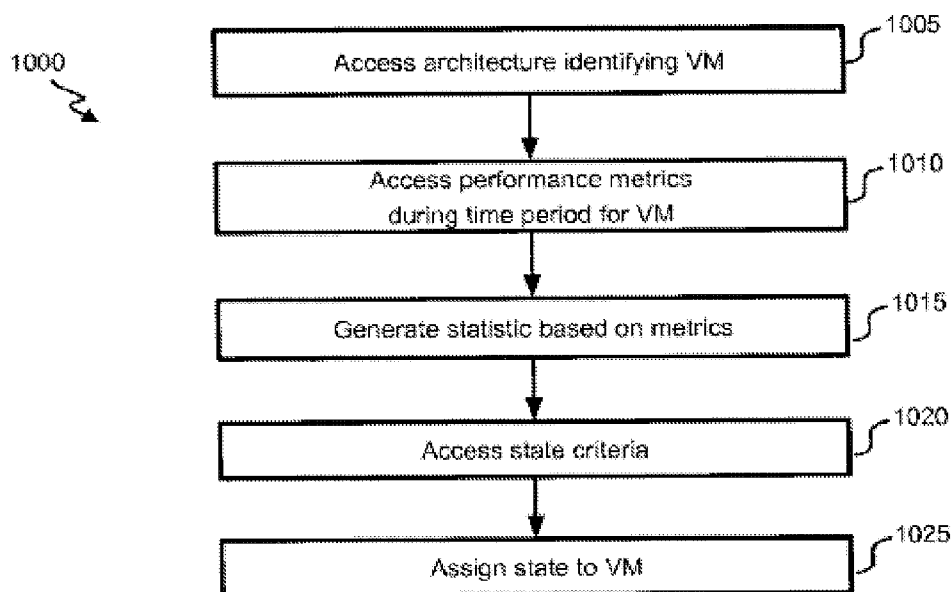 1000
1005
Access architecture identifying VM
1010
Access performance metrics
during time period for VM
1015
Generate statistic based on metrics
1020
Access state criteria
1025
Assign state to VM